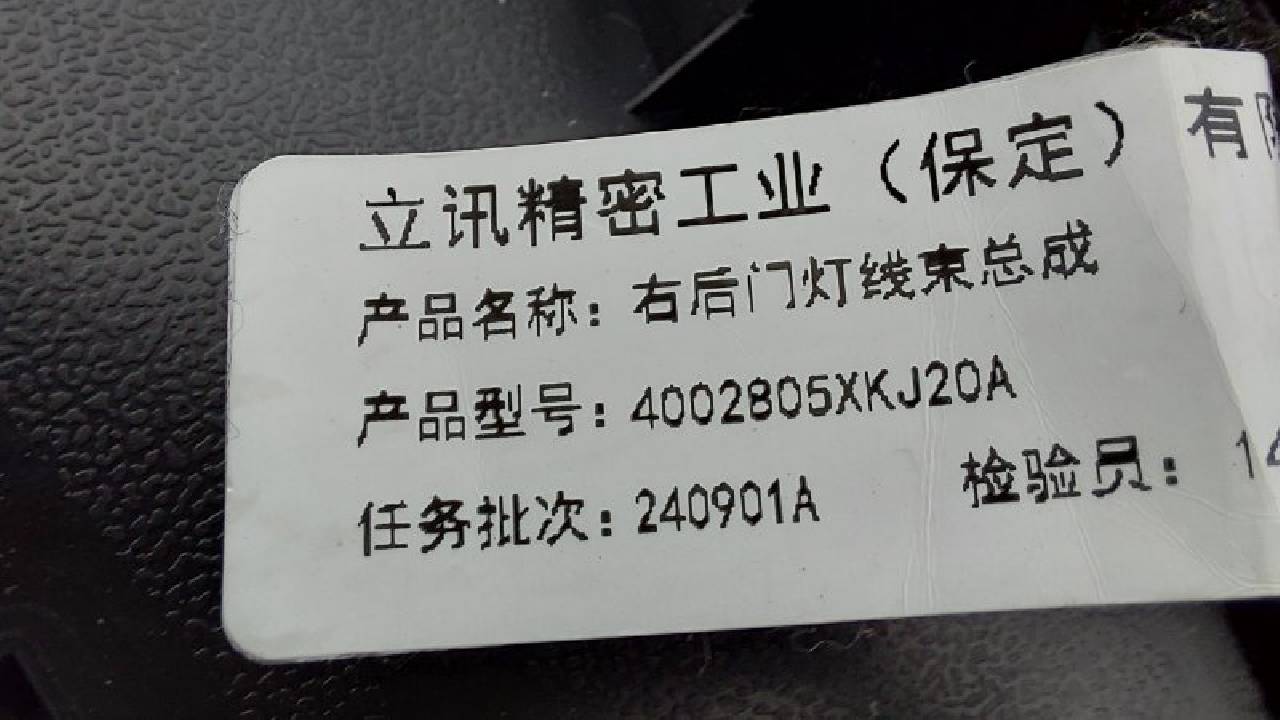 立讯精密工业（保定）有
产品名称：右后门灯线束总成
产品型号：4002805XKJ20A
任务批次：240901A 检验员：1